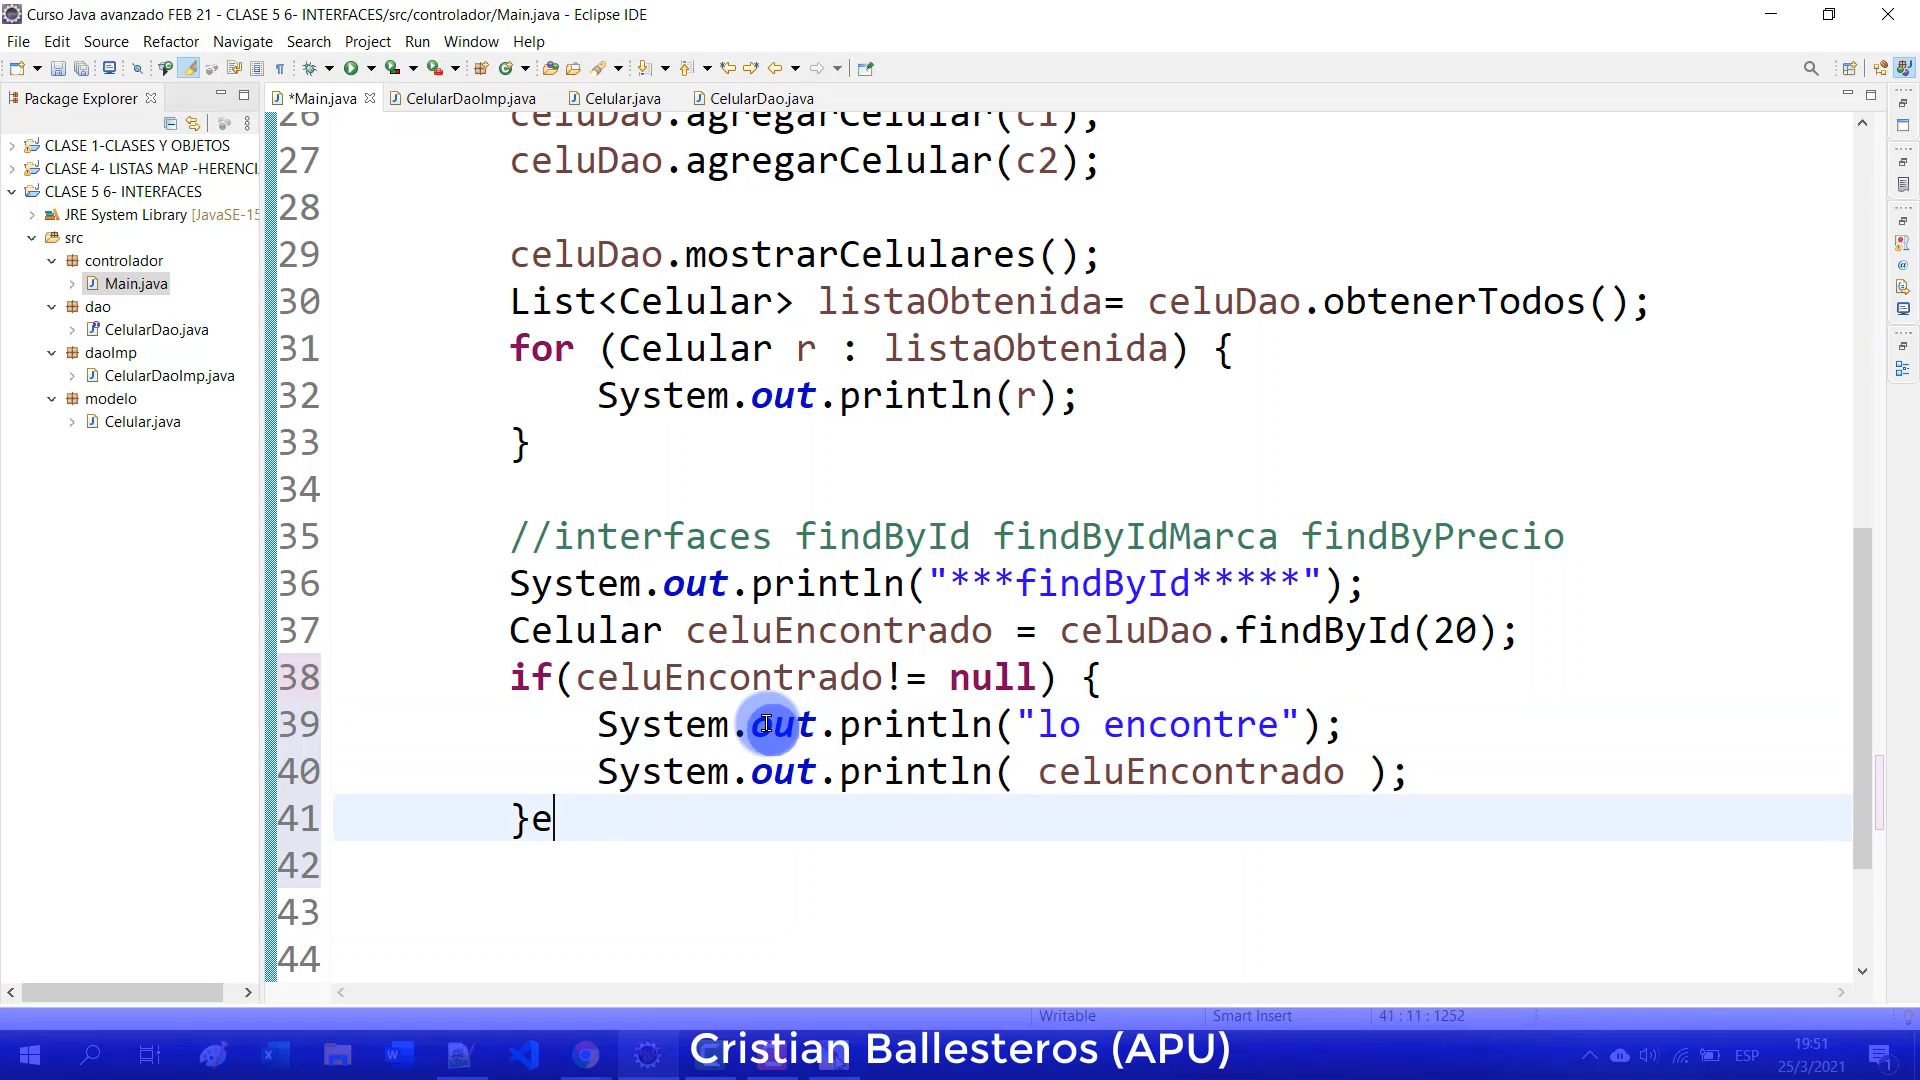 Curso Java avanzado FEB 21 - CLASE 5 6- INTERFACES/src/controlador/Main.java - Eclipse IDE
File Edit Source Refactor Navigate Search Project Run Window Help
Package Explorer
*Main.java CelularDaoImp.java Celular.java CelularDao.java
CLASE 1-CLASES Y OBJETOS
CLASE 4- LISTAS MAP -HERENCI
CLASE 5 6- INTERFACES
JRE System Library [JavaSE-15
src
controlador
Main.java
dao
CelularDao.java
daoImp
CelularDaoImp.java
modelo
Celular.java
26 celuDao.agregarCelular(c1);
27 celuDao.agregarCelular(c2);
28
29 celuDao.mostrarCelulares();
30 List<Celular> listaObtenida= celuDao.obtenerTodos();
31 for (Celular r : listaObtenida) {
32 System.out.println(r);
33 }
34
35 //interfaces findById findByIdMarca findByPrecio
36 System.out.println("***findById*****");
37 Celular celuEncontrado = celuDao.findById(20);
38 if(celuEncontrado!= null) {
39 System.out.println("lo encontre");
40 System.out.println( celuEncontrado );
41 }e
42
43
44
Writable Smart Insert 41 : 11 : 1252
Cristian Ballesteros (APU)
ESP
19:51
25/3/2021
1